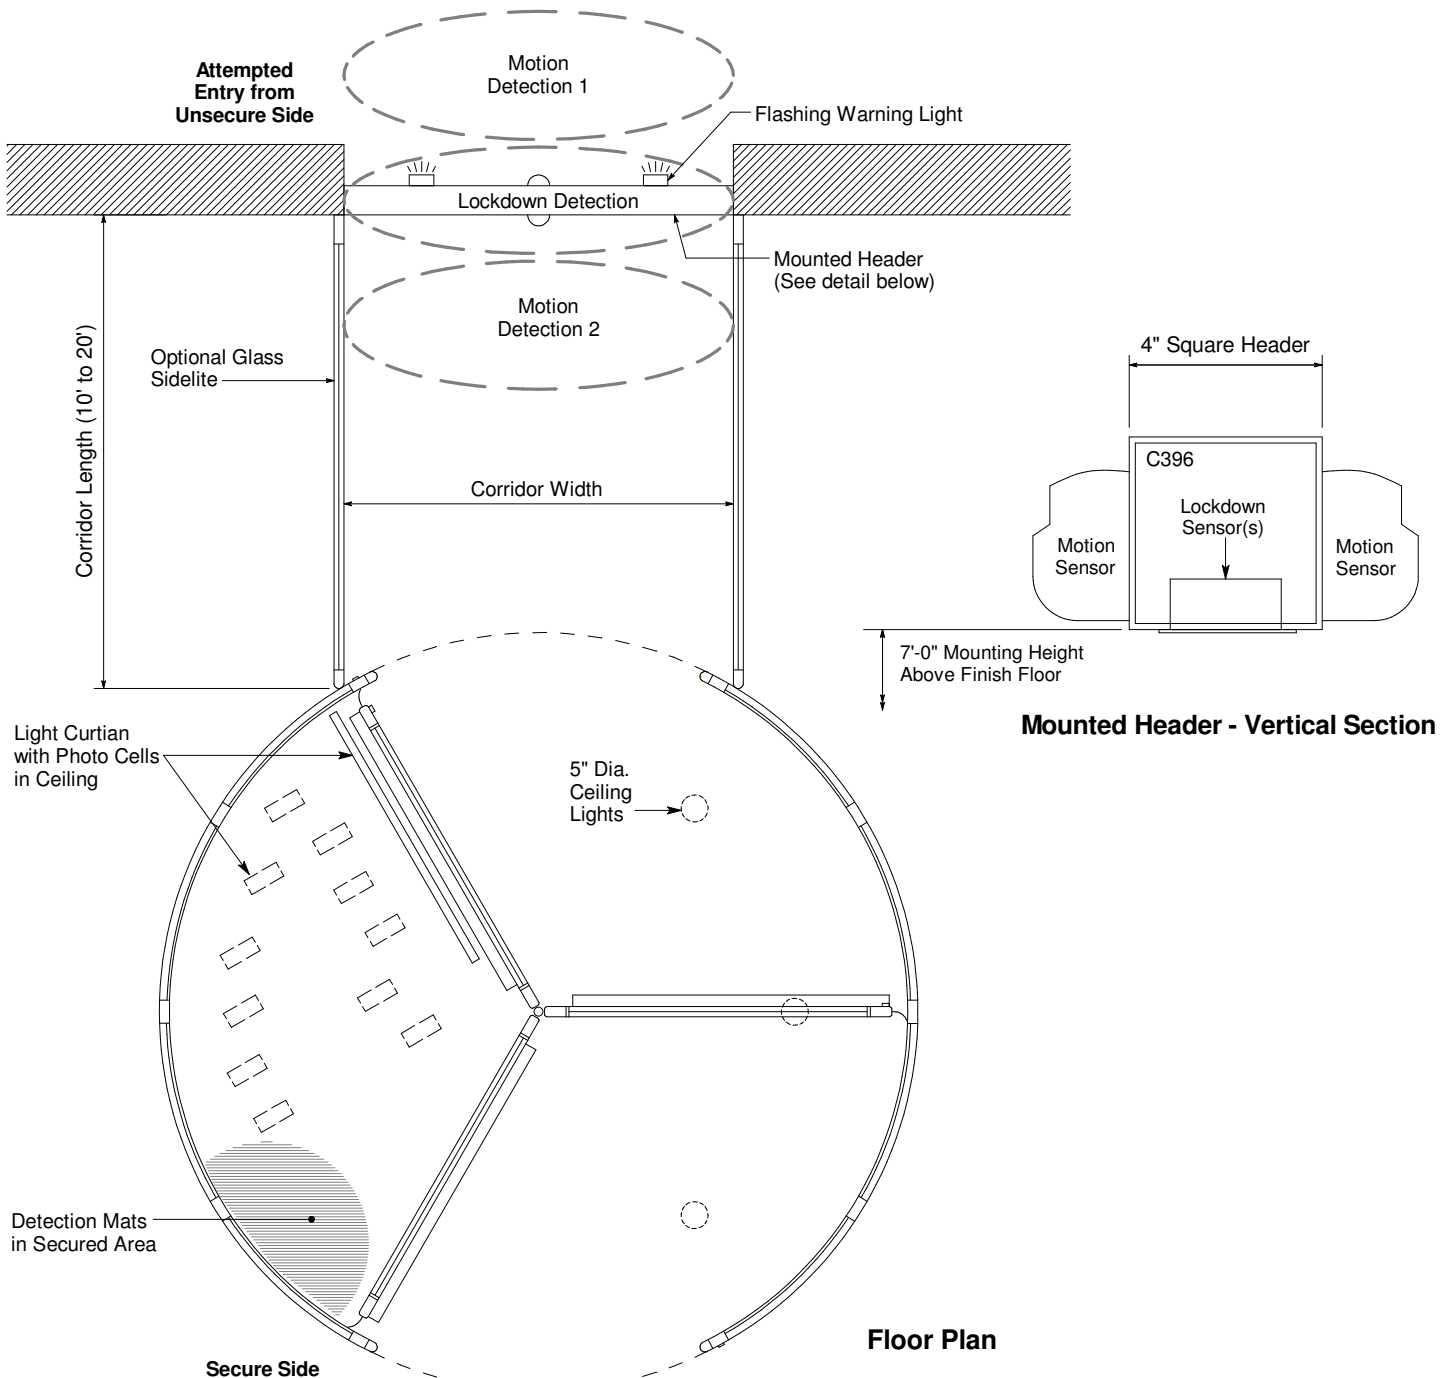 Motion
Detection 1
Attempted
Entry from
Unsecure Side
Flashing Warning Light
Lockdown Detection
Mounted Header
(See detail below)
Motion
Detection 2
Optional Glass
Sidelite
Corridor Length (10' to 20')
Corridor Width
4" Square Header
C396
Lockdown
Sensor(s)
Motion
Sensor
Motion
Sensor
7'-0" Mounting Height
Above Finish Floor
Mounted Header - Vertical Section
Light Curtian
with Photo Cells
in Ceiling
5" Dia.
Ceiling
Lights
Detection Mats
in Secured Area
Floor Plan
Secure Side